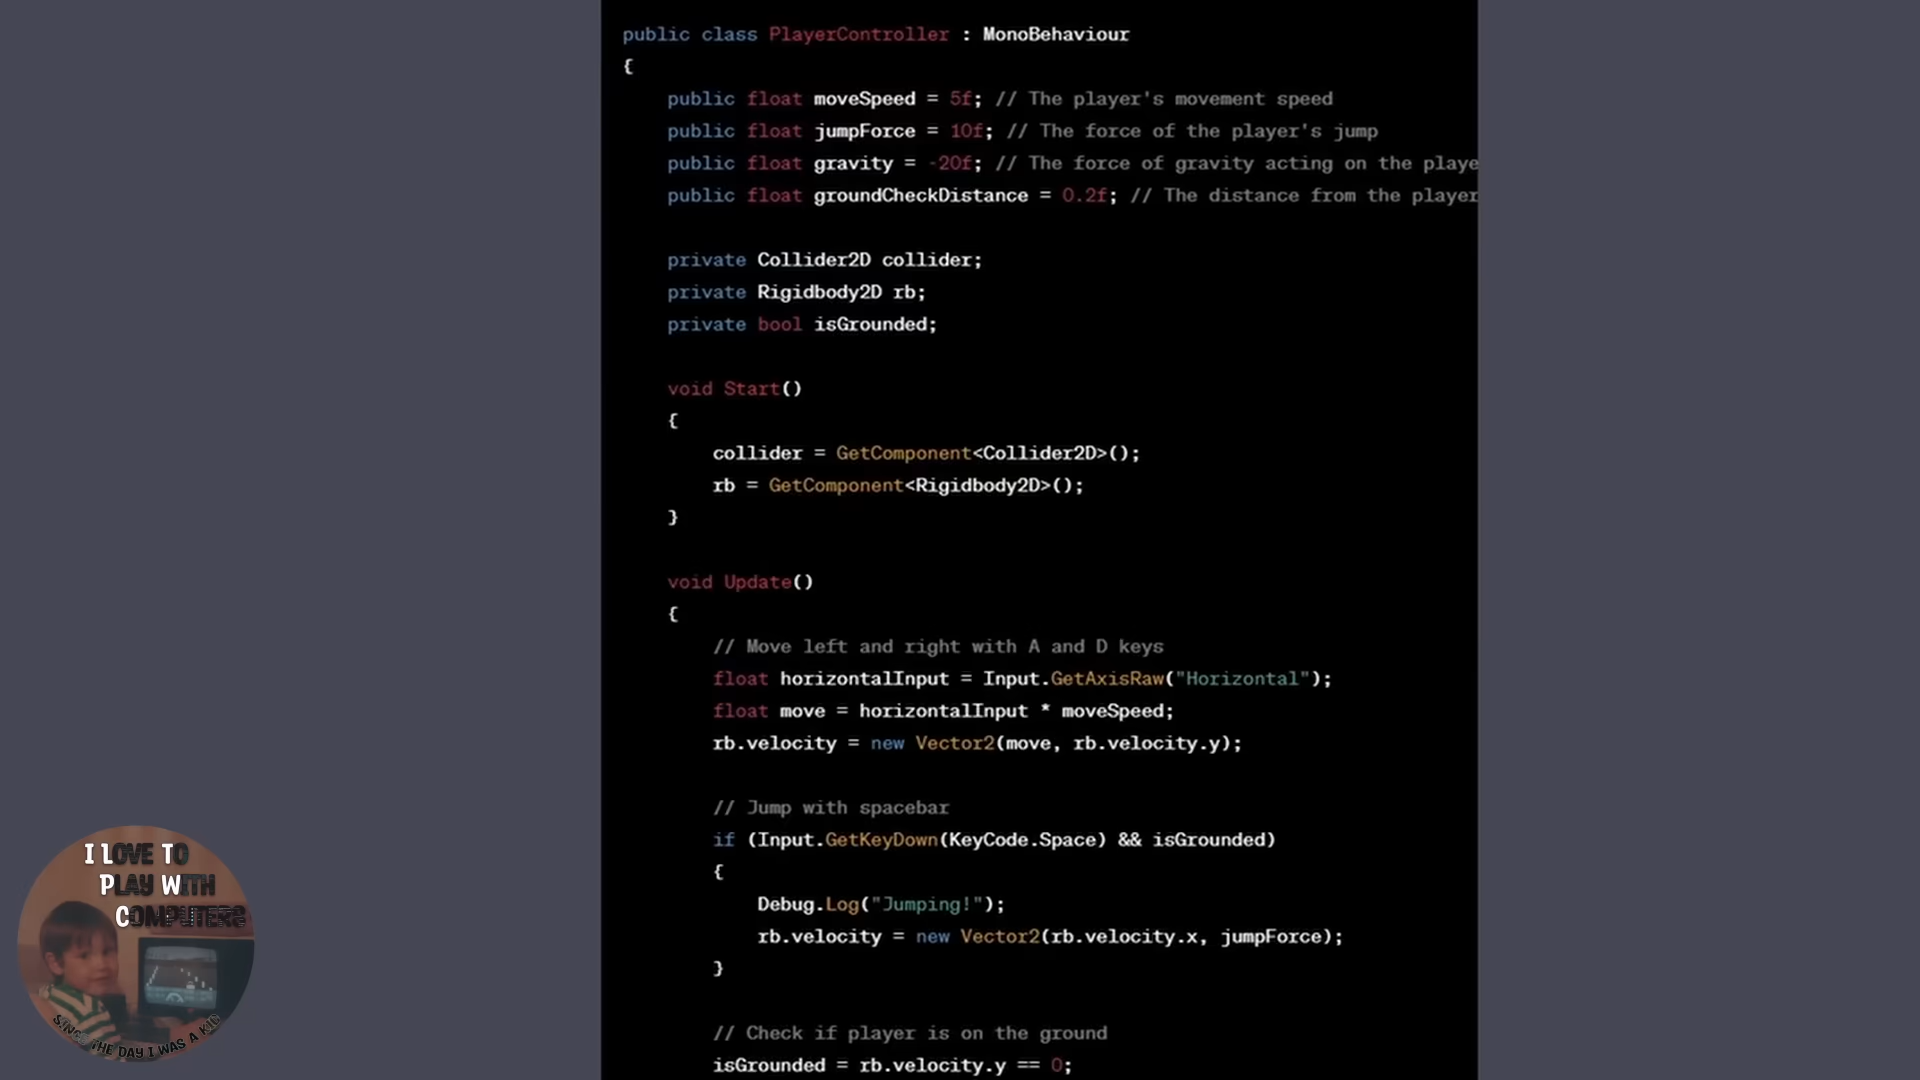 public class PlayerController : MonoBehaviour
{
    public float moveSpeed = 5f; // The player's movement speed
    public float jumpForce = 10f; // The force of the player's jump
    public float gravity = -20f; // The force of gravity acting on the playe
    public float groundCheckDistance = 0.2f; // The distance from the player
    private Collider2D collider;
    private Rigidbody2D rb;
    private bool isGrounded;
    void Start()
    {
        collider = GetComponent<Collider2D>();
        rb = GetComponent<Rigidbody2D>();
    }
    void Update()
    {
        // Move left and right with A and D keys
        float horizontalInput = Input.GetAxisRaw("Horizontal");
        float move = horizontalInput * moveSpeed;
        rb.velocity = new Vector2(move, rb.velocity.y);
        // Jump with spacebar
        if (Input.GetKeyDown(KeyCode.Space) && isGrounded)
        {
            Debug.Log("Jumping!");
            rb.velocity = new Vector2(rb.velocity.x, jumpForce);
        }
        // Check if player is on the ground
        isGrounded = rb.velocity.y == 0;
I LOVE TO
PLAY WITH
COMPUTERS
SINCE THE DAY I WAS A KID